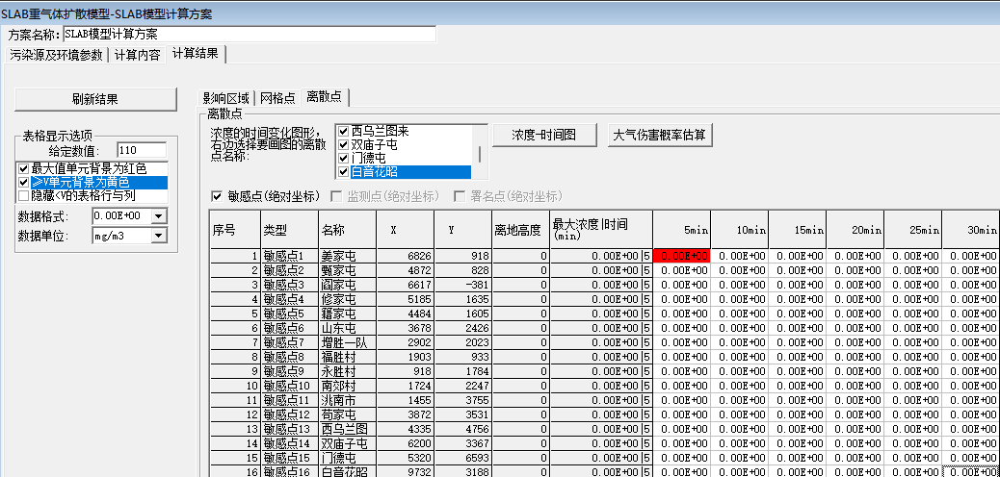 SLAB重气体扩散模型-SLAB模型计算方案
方案名称: SLAB模型计算方案
污染源及环境参数 计算内容 计算结果
刷新结果
表格显示选项
给定数值: 110
最大值单元背景为红色
≥V单元背景为黄色
隐藏<V的表格行与列
数据格式: 0.00E+00
数据单位: mg/m3
影响区域 网格点 离散点
离散点
浓度的时间变化图形,
右边选择要画图的离散
点名称:
西乌兰图来
双庙子屯
门德屯
白音花昭
浓度-时间图 大气伤害概率估算
敏感点(绝对坐标) 监测点(绝对坐标) 署名点(绝对坐标)
序号 类型 名称 X Y 离地高度 最大浓度|时间(min) 5min 10min 15min 20min 25min 30min
1 敏感点1 姜家屯 6826 918 0 0.00E+00|5 0.00E+00 0.00E+00 0.00E+00 0.00E+00 0.00E+00 0.00E+00
2 敏感点2 甄家屯 4872 828 0 0.00E+00|5 0.00E+00 0.00E+00 0.00E+00 0.00E+00 0.00E+00 0.00E+00
3 敏感点3 阎家屯 6617 -381 0 0.00E+00|5 0.00E+00 0.00E+00 0.00E+00 0.00E+00 0.00E+00 0.00E+00
4 敏感点4 修家屯 5185 1635 0 0.00E+00|5 0.00E+00 0.00E+00 0.00E+00 0.00E+00 0.00E+00 0.00E+00
5 敏感点5 籍家屯 4484 1605 0 0.00E+00|5 0.00E+00 0.00E+00 0.00E+00 0.00E+00 0.00E+00 0.00E+00
6 敏感点6 山东屯 3678 2426 0 0.00E+00|5 0.00E+00 0.00E+00 0.00E+00 0.00E+00 0.00E+00 0.00E+00
7 敏感点7 增胜一队 2902 2023 0 0.00E+00|5 0.00E+00 0.00E+00 0.00E+00 0.00E+00 0.00E+00 0.00E+00
8 敏感点8 福胜村 1903 933 0 0.00E+00|5 0.00E+00 0.00E+00 0.00E+00 0.00E+00 0.00E+00 0.00E+00
9 敏感点9 永胜村 918 1784 0 0.00E+00|5 0.00E+00 0.00E+00 0.00E+00 0.00E+00 0.00E+00 0.00E+00
10 敏感点10 南郊村 1724 2247 0 0.00E+00|5 0.00E+00 0.00E+00 0.00E+00 0.00E+00 0.00E+00 0.00E+00
11 敏感点11 洮南市 1455 3755 0 0.00E+00|5 0.00E+00 0.00E+00 0.00E+00 0.00E+00 0.00E+00 0.00E+00
12 敏感点12 苟家屯 3872 3531 0 0.00E+00|5 0.00E+00 0.00E+00 0.00E+00 0.00E+00 0.00E+00 0.00E+00
13 敏感点13 西乌兰图 4335 4756 0 0.00E+00|5 0.00E+00 0.00E+00 0.00E+00 0.00E+00 0.00E+00 0.00E+00
14 敏感点14 双庙子屯 6200 3367 0 0.00E+00|5 0.00E+00 0.00E+00 0.00E+00 0.00E+00 0.00E+00 0.00E+00
15 敏感点15 门德屯 5320 6593 0 0.00E+00|5 0.00E+00 0.00E+00 0.00E+00 0.00E+00 0.00E+00 0.00E+00
16 敏感点16 白音花昭 9732 3188 0 0.00E+00|5 0.00E+00 0.00E+00 0.00E+00 0.00E+00 0.00E+00 0.00E+00